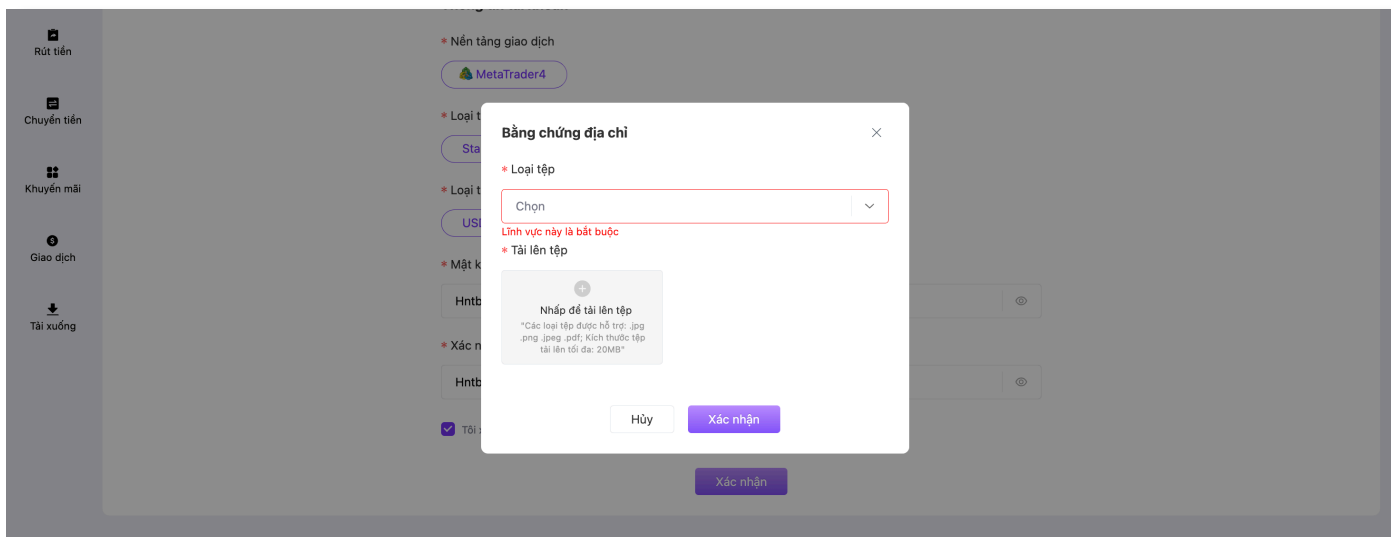 Rút tiền
Chuyển tiền
Khuyến mãi
Giao dịch
Tải xuống
* Nền tảng giao dịch
MetaTrader4
* Loại t
Sta
* Loại t
USD
* Mật k
Hntb
* Xác n
Hntb
Tôi
Xác nhận
Bằng chứng địa chỉ
* Loại tệp
Chọn
Lĩnh vực này là bắt buộc
* Tải lên tệp
Nhấp để tải lên tệp
"Các loại tệp được hỗ trợ: .jpg
.png .jpeg .pdf; Kích thước tệp
tải lên tối đa: 20MB"
Hủy
Xác nhận